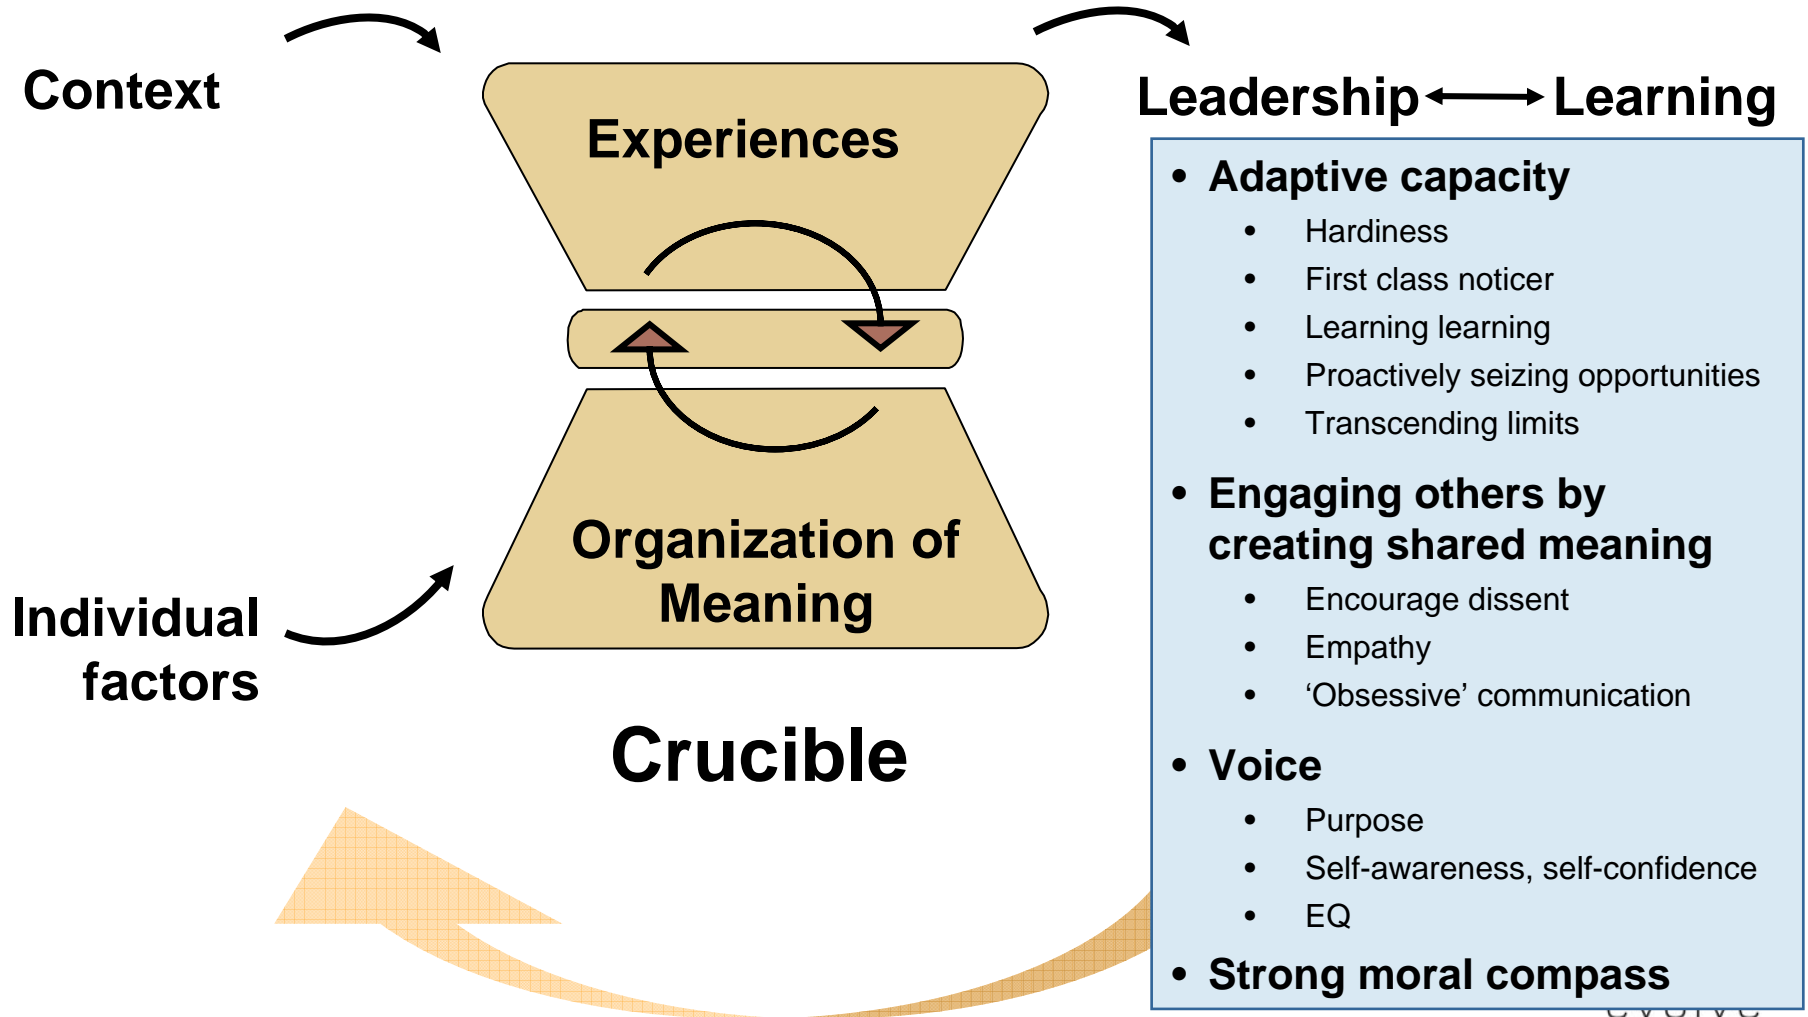 Context
Experiences
Organization of
Meaning
Individual
factors
Crucible
Leadership Learning
• Adaptive capacity
• Hardiness
• First class noticer
• Learning learning
• Proactively seizing opportunities
• Transcending limits
• Engaging others by
creating shared meaning
• Encourage dissent
• Empathy
• ‘Obsessive’ communication
• Voice
• Purpose
• Self-awareness, self-confidence
• EQ
• Strong moral compass